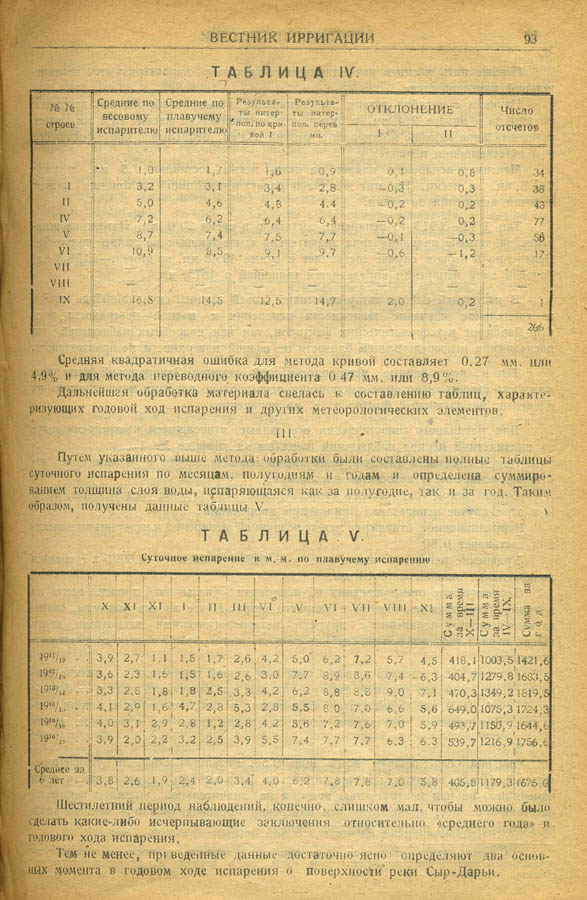 ВЕСТНИК ИРРИГАЦИИ 93
ТАБЛИЦА IV.
№ № строев. Средние по весовому испарителю Средние по плавучему испарителю Результаты интерпол. по кривой I Результаты интерпол. перев ОТКЛОНЕНИЕ I II Число отсчетов
1,0 1,7 1,6 0,9 0,1 0,8 34
I 3,2 3,1 3,4 2,8 —0,3 0,3 38
II 5,0 4,6 4,8 4.4 —0,2 0,2 43
IV 7,2 6,2 6,4 6,4 —0,2 0,2 77
V 8,7 7,4 7,5 7,7 —0,1 —0,3 56
VI 10,9 8,5 9,1 9,7 —0,6 —1,2 17
VII — — — — — — —
VIII — — — — — — —
IX 16,8 14,5 12,5 14,7 2,0 0,2 1
266
Средняя квадратичная ошибка для метода кривой составляет 0.27 мм. или
4,9% и для метода переводного коэффициента 0 47 мм. или 8,9%.
Дальнейшая обработка материала свелась к составлению таблиц, характе-
ризующих годовой ход испарения и других метеорологических элементов.
III.
Путем указанного выше метода обработки были составлены полные таблицы
суточного испарения по месяцам, полугодиям и годам и определена суммиро-
ванием толщина слоя воды, испаряющаяся как за полугодие, так и за год. Таким
образом, получены данные таблицы V.
ТАБЛИЦА V.
Суточное испарение в м. м. по плавучему испарению
X XI XI I II III VI V VI VII VIII XI Сумма за время X—III Сумма за время IV—IX. Сумма за год
1911/12 3,9 2,7 1 1 1,5 1,7 2,6 4,2 5,0 6,2 7,2 5,7 4,5 418,1 1003,5 1421,6
3,6 2,3 1,6 1,5 1,6 2,6 3,0 7,7 8,9 8,6 7,4 6,3 404,7 1279,8 1683,5
3,3 2,8 1,8 1,8 2,5 3,3 4,2 6,2 8,8 8,8 9,0 7,1 470,3 1349,2 1819,5
4,1 2,9 1,6 4,7 2,8 5,3 2,8 5,5 8,0 7,0 6,6 5,6 649,0 1075,3 1724,3
4,0 3,1 2,9 2,8 1,2 2,8 4.2 5,6 7,2 7,6 7,0 5,9 493,7 1150,9 1644,6
3,9 2,0 2,2 3,2 2,5 3,9 5,5 7,4 7,7 7,7 6,3 6,3 539,7 1216,9 1756,6
Среднее за 6 лет 3,8 2,6 1,9 2,4 2,0 3,4 4,0 6,2 7,8 7,8 7,0 5,8 405,8 1179,3 1675,0
Шестилетний период наблюдений, конечно, слишком мал, чтобы можно было
сделать какие-либо исчерпывающие заключения относительно «среднего года» и
годового хода испарения,
Тем не менее, приведенные данные достаточно ясно определяют два основ-
ных момента в годовом ходе испарения о поверхности реки Сыр-Дарьи.